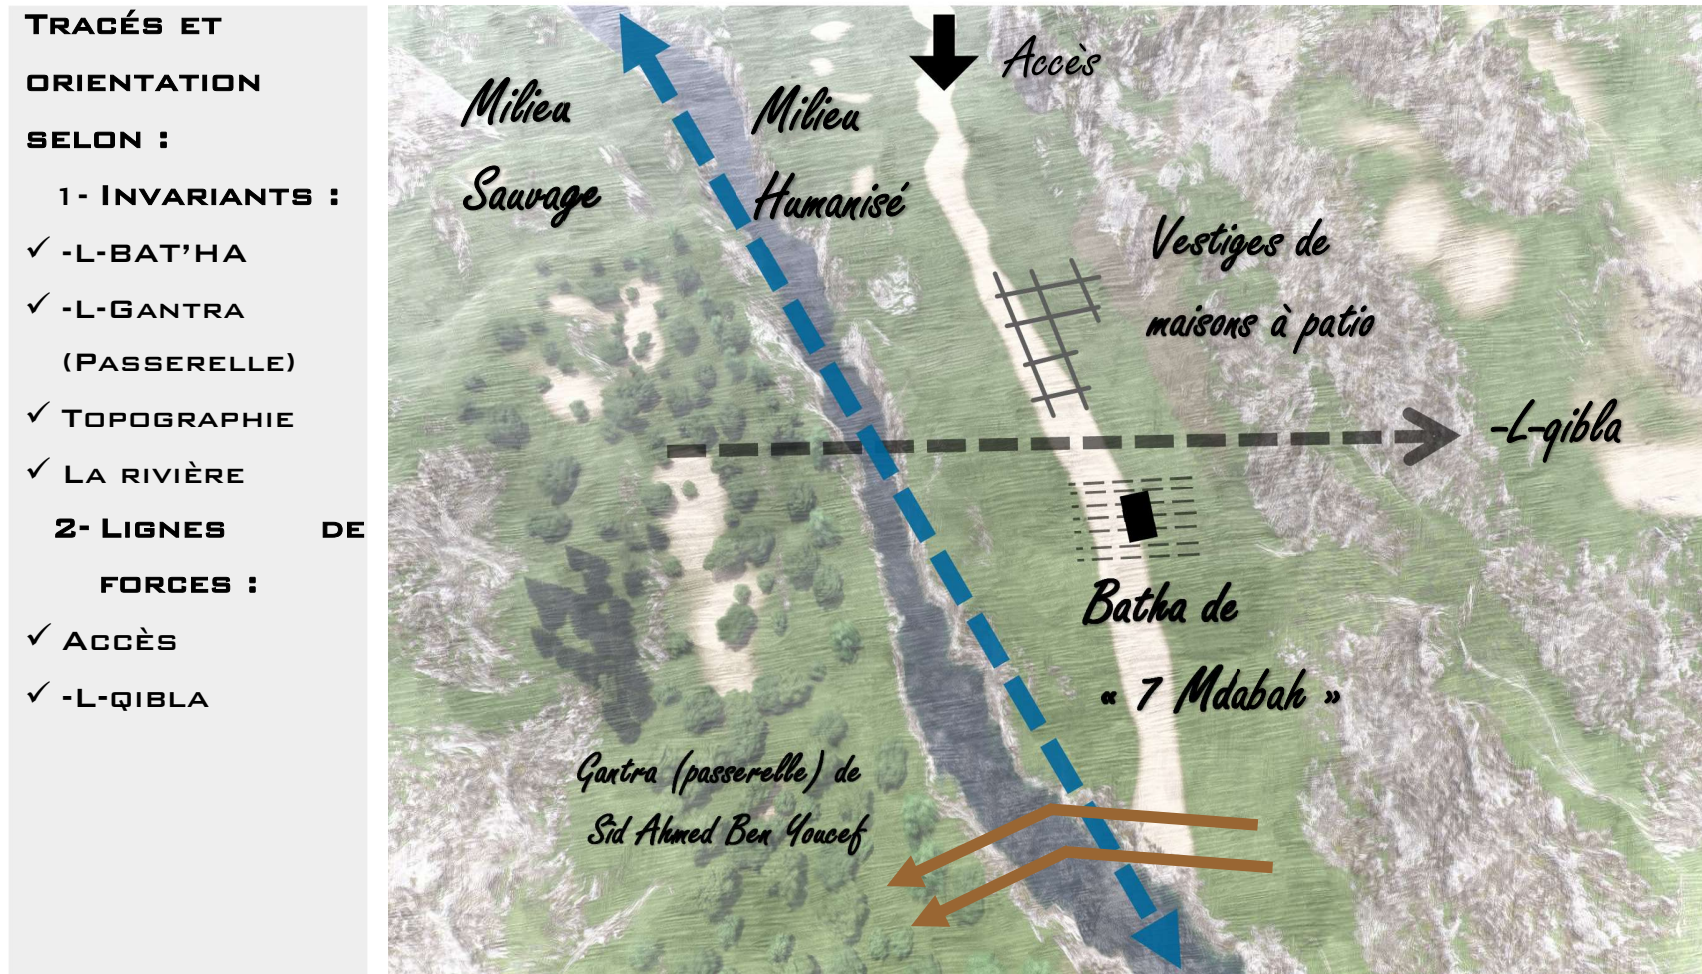 TRACÉS ET
ORIENTATION
SELON :
1- INVARIANTS :
✓ -L-BAT'HA
✓ -L-GANTRA
(PASSERELLE)
✓ TOPOGRAPHIE
✓ LA RIVIÈRE
2- LIGNES DE
FORCES :
✓ ACCÈS
✓ -L-QIBLA
Accès
Milieu
Sauvage
Milieu
Humanisé
Vestiges de
maisons à patio
-L-qibla
Batha de
« 7 Mdabah »
Gantra (passerelle) de
Sid Ahmed Ben Youcef